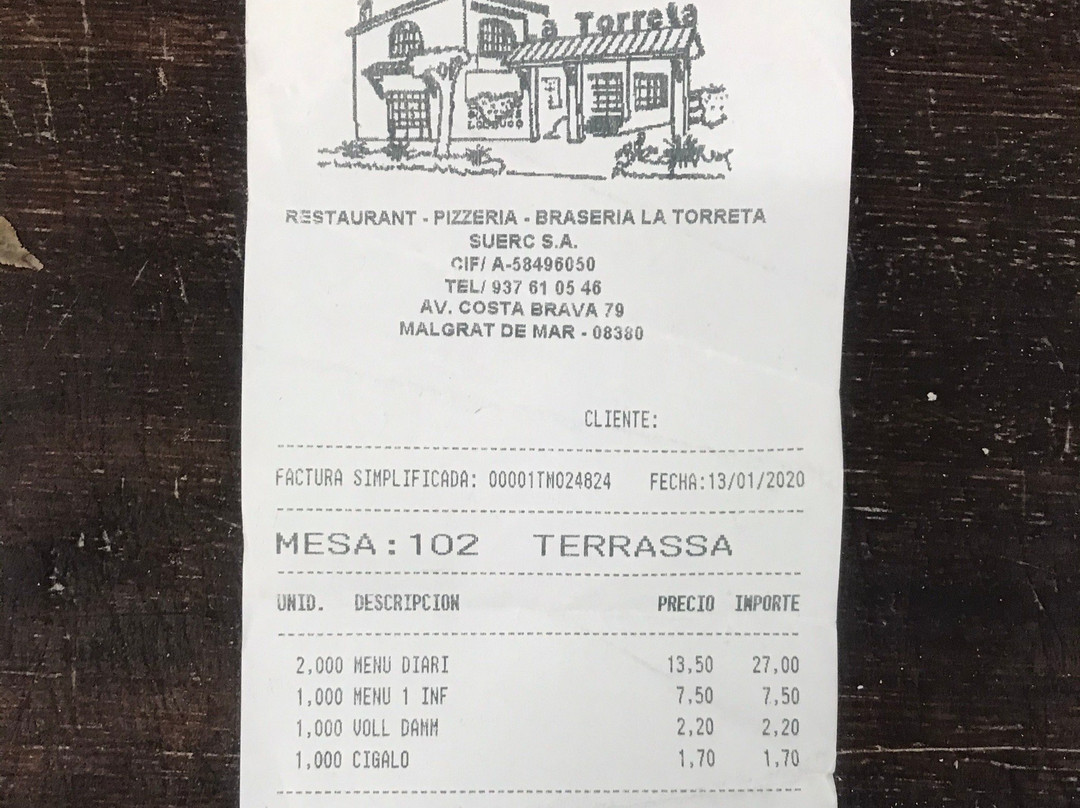 a Torreta
RESTAURANT - PIZZERIA - BRASERIA LA TORRETA
SUERC S.A.
CIF/ A-58496050
TEL/ 937 61 05 46
AV. COSTA BRAVA 79
MALGRAT DE MAR - 08380
CLIENTE:
FACTURA SIMPLIFICADA: 00001TM024824 FECHA:13/01/2020
MESA:102 TERRASSA
UNID. DESCRIPCION PRECIO IMPORTE
2,000 MENU DIARI 13,50 27,00
1,000 MENU 1 INF 7,50 7,50
1,000 VOLL DAMM 2,20 2,20
1,000 CIGALO 1,70 1,70